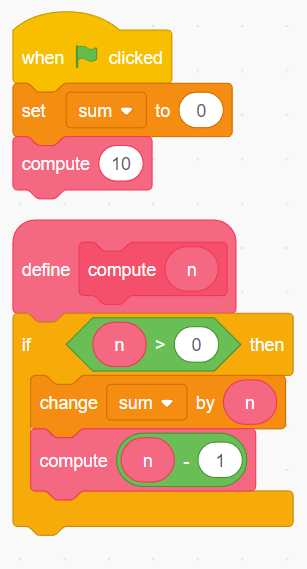 when clicked
set sum to 0
compute 10
define compute n
if n > 0 then
change sum by n
compute n - 1